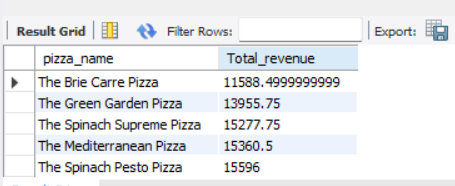 Result Grid Filter Rows: Export:
pizza_name Total_revenue
The Brie Carre Pizza 11588.4999999999
The Green Garden Pizza 13955.75
The Spinach Supreme Pizza 15277.75
The Mediterranean Pizza 15360.5
The Spinach Pesto Pizza 15596